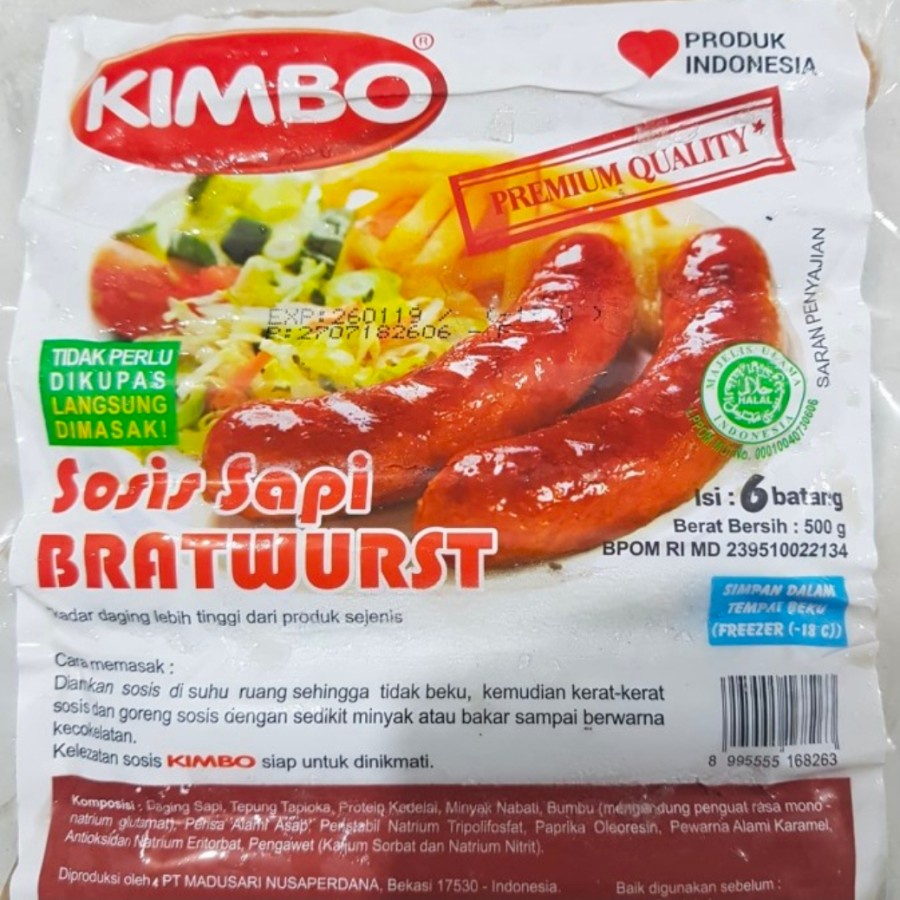 KIMBO ®
PRODUK
INDONESIA
PREMIUM QUALITY*
SARAN PENYAJIAN
EXP:260119 /
P:2707182606 - F
TIDAK PERLU
DIKUPAS
LANGSUNG
DIMASAK!
MAJELIS ULAMA
HALAL
INDONESIA
No. 00010040730606
Sosis Sapi
BRATWURST
kadar daging lebih tinggi dari produk sejenis
Isi : 6 batang
Berat Bersih : 500 g
BPOM RI MD 239510022134
SIMPAN DALAM
TEMPAT BEKU
(FREEZER (-18°C))
Cara memasak :
Diamkan sosis di suhu ruang sehingga tidak beku, kemudian kerat-kerat
sosis dan goreng sosis dengan sedikit minyak atau bakar sampai berwarna
kecokelatan.
Kelezatan sosis KIMBO siap untuk dinikmati.
8 995555 168263
Komposisi : Daging Sapi, Tepung Tapioka, Protein Kedelai, Minyak Nabati, Bumbu (mengandung penguat rasa mono -
natrium glutamat), Perisa Alami Asap, Penstabil Natrium Tripolifosfat, Paprika Oleoresin, Pewarna Alami Karamel,
Antioksidan Natrium Eritorbat, Pengawet (Kalium Sorbat dan Natrium Nitrit).
Diproduksi oleh : PT MADUSARI NUSAPERDANA, Bekasi 17530 - Indonesia.
Baik digunakan sebelum :